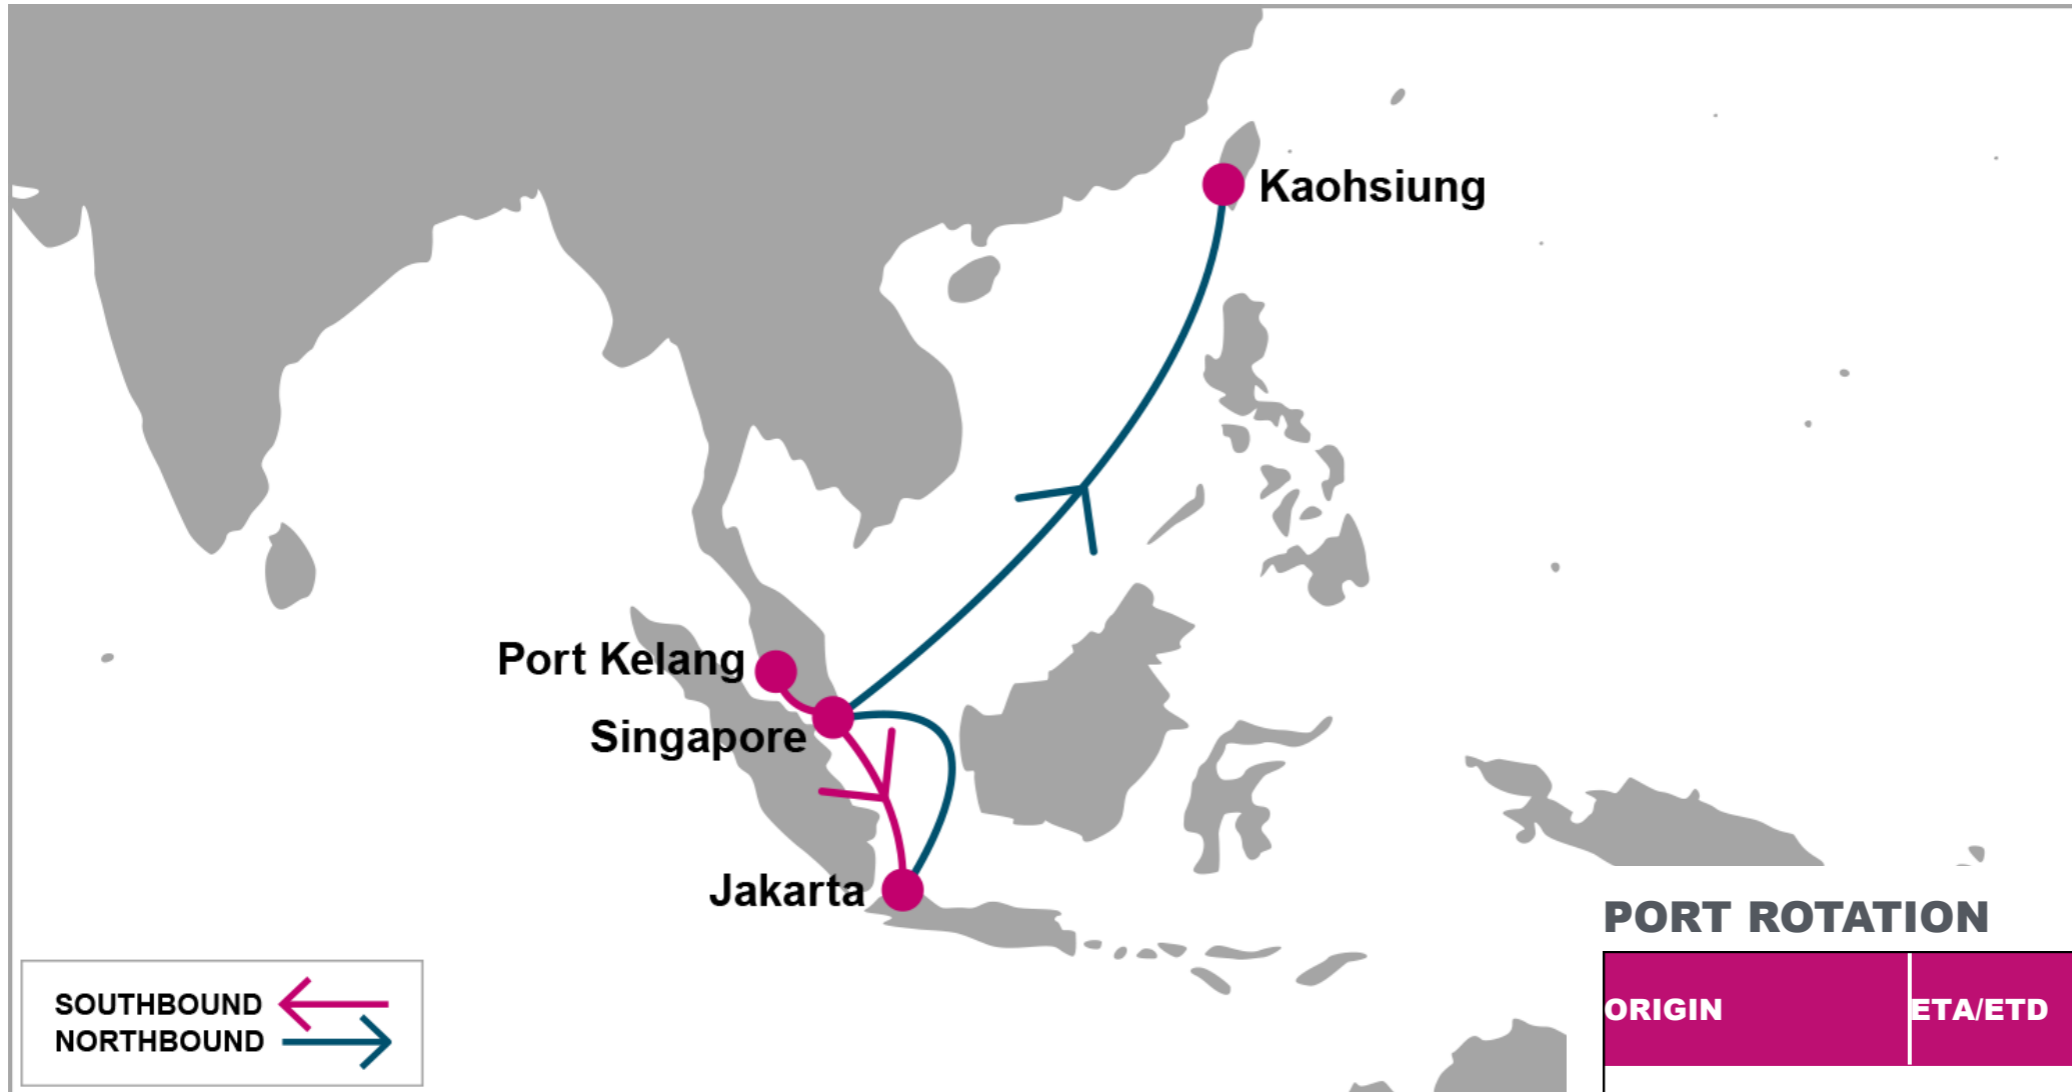 Kaohsiung
Port Kelang
Singapore
Jakarta
SOUTHBOUND
NORTHBOUND
PORT ROTATION
ORIGIN ETA/ETD